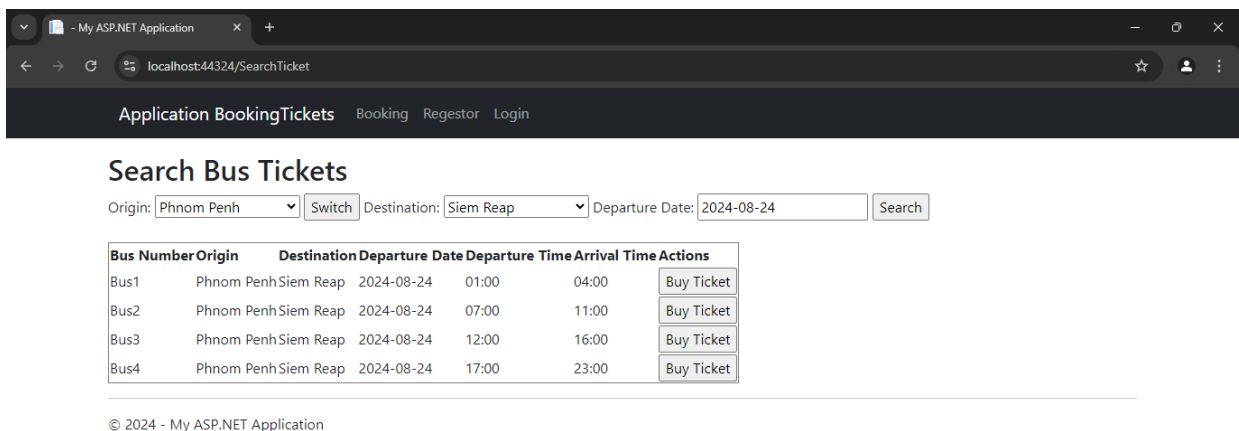 - My ASP.NET Application
localhost:44324/SearchTicket
Application BookingTickets Booking Regestor Login
Search Bus Tickets
Origin: Phnom Penh Switch Destination: Siem Reap Departure Date: 2024-08-24 Search
Bus Number Origin Destination Departure Date Departure Time Arrival Time Actions
Bus1 Phnom Penh Siem Reap 2024-08-24 01:00 04:00 Buy Ticket
Bus2 Phnom Penh Siem Reap 2024-08-24 07:00 11:00 Buy Ticket
Bus3 Phnom Penh Siem Reap 2024-08-24 12:00 16:00 Buy Ticket
Bus4 Phnom Penh Siem Reap 2024-08-24 17:00 23:00 Buy Ticket
© 2024 - My ASP.NET Application